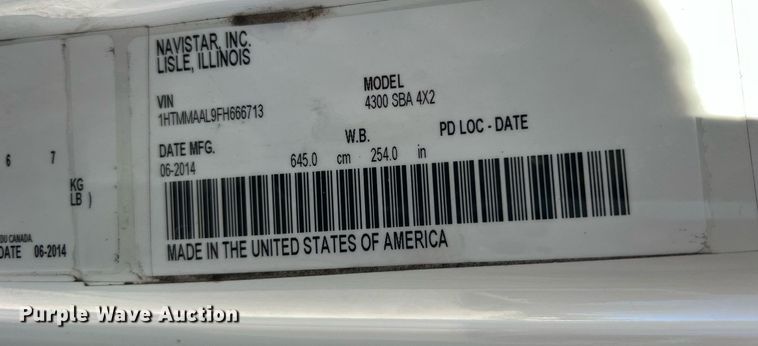 NAVISTAR, INC.
LISLE, ILLINOIS
VIN
MODEL
1HTMMAAL9FH666713
4300 SBA 4X2
DATE MFG.
W.B.
PD LOC - DATE
06-2014
645.0 cm 254.0 in
MADE IN THE UNITED STATES OF AMERICA
6 7
KG
LB )
DU CANADA
DATE 06-2014
Purple Wave Auction